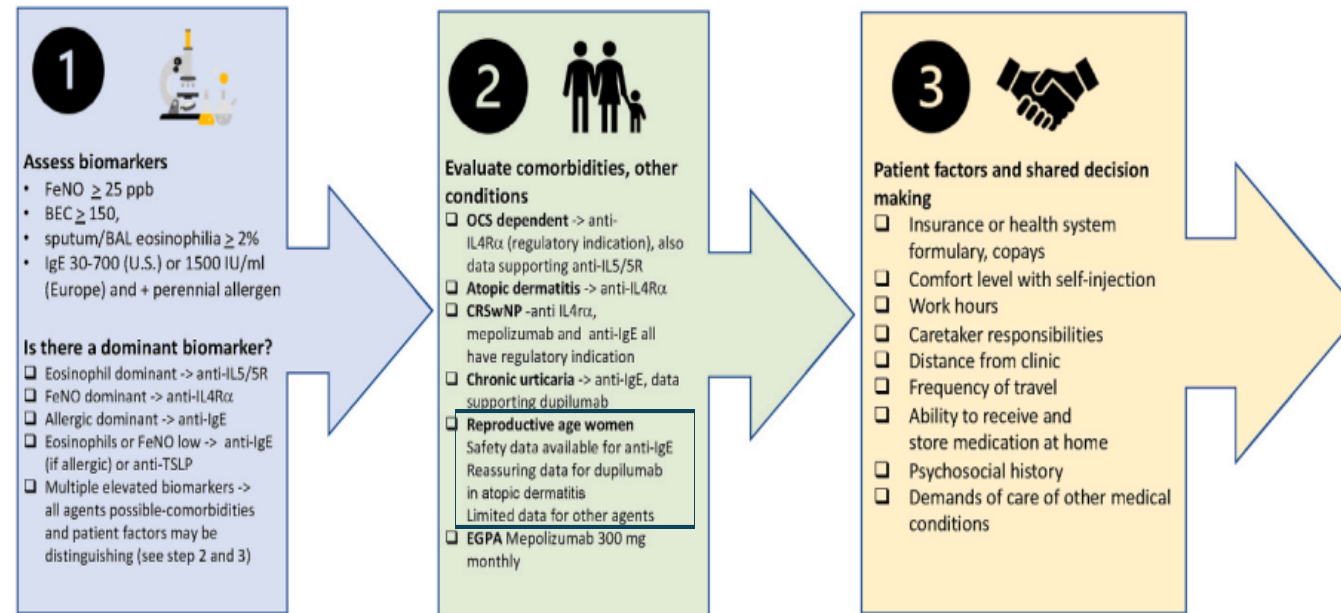 1
Assess biomarkers
• FeNO ≥ 25 ppb
• BEC ≥ 150,
• sputum/BAL eosinophilia ≥ 2%
• IgE 30-700 (U.S.) or 1500 IU/ml
(Europe) and + perennial allergen
Is there a dominant biomarker?
❑ Eosinophil dominant -> anti-IL5/5R
❑ FeNO dominant -> anti-IL4Rα
❑ Allergic dominant -> anti-IgE
❑ Eosinophils or FeNO low -> anti-IgE
(if allergic) or anti-TSLP
❑ Multiple elevated biomarkers ->
all agents possible-comorbidities
and patient factors may be
distinguishing (see step 2 and 3)
2
Evaluate comorbidities, other
conditions
❑ OCS dependent -> anti-
IL4Rα (regulatory indication), also
data supporting anti-IL5/5R
❑ Atopic dermatitis -> anti-IL4Rα
❑ CRSwNP -anti IL4rα,
mepolizumab and anti-IgE all
have regulatory indication
❑ Chronic urticaria -> anti-IgE, data
supporting dupilumab
❑ Reproductive age women
Safety data available for anti-IgE
Reassuring data for dupilumab
in atopic dermatitis
Limited data for other agents
❑ EGPA Mepolizumab 300 mg
monthly
3
Patient factors and shared decision
making
❑ Insurance or health system
formulary, copays
❑ Comfort level with self-injection
❑ Work hours
❑ Caretaker responsibilities
❑ Distance from clinic
❑ Frequency of travel
❑ Ability to receive and
store medication at home
❑ Psychosocial history
❑ Demands of care of other medical
conditions